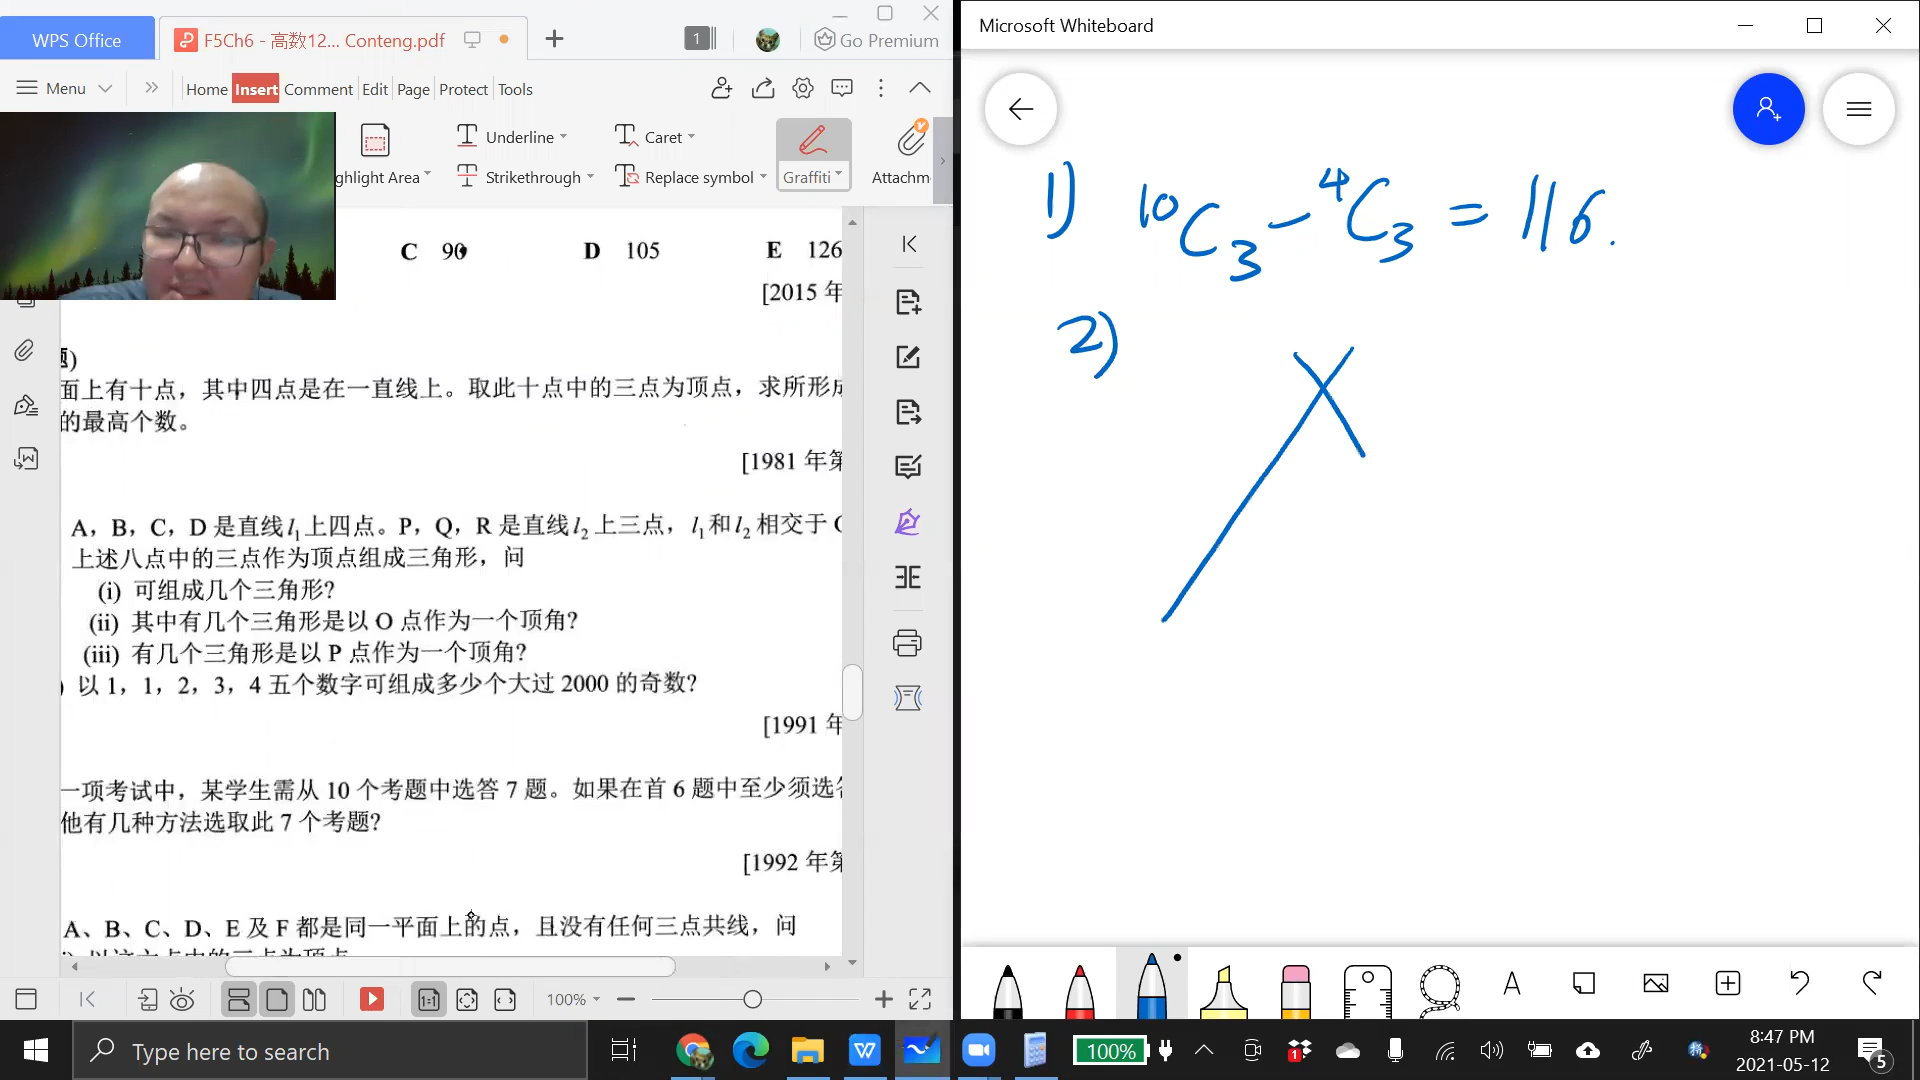 WPS Office
F5Ch6 - 高数12... Conteng.pdf
1
Go Premium
Menu
Home Insert Comment Edit Page Protect Tools
Underline
Caret
ghlight Area
Strikethrough
Replace symbol
Graffiti
Attachm
C 90 D 105 E 126
[2015 年
题)
面上有十点，其中四点是在一直线上。取此十点中的三点为顶点，求所形成
的最高个数。
[1981 年第
A，B，C，D 是直线 l₁ 上四点。P，Q，R 是直线 l₂ 上三点，l₁ 和 l₂ 相交于 O
上述八点中的三点作为顶点组成三角形，问
(i) 可组成几个三角形?
(ii) 其中有几个三角形是以 O 点作为一个顶角?
(iii) 有几个三角形是以 P 点作为一个顶角?
) 以 1，1，2，3，4 五个数字可组成多少个大过 2000 的奇数?
[1991 年
一项考试中，某学生需从 10 个考题中选答 7 题。如果在首 6 题中至少须选答
他有几种方法选取此 7 个考题?
[1992 年第
A、B、C、D、E 及 F 都是同一平面上的点，且没有任何三点共线，问
100%
Microsoft Whiteboard
1) ¹⁰C₃ - ⁴C₃ = 116.
2)
Type here to search
100%
1
8:47 PM
2021-05-12
5